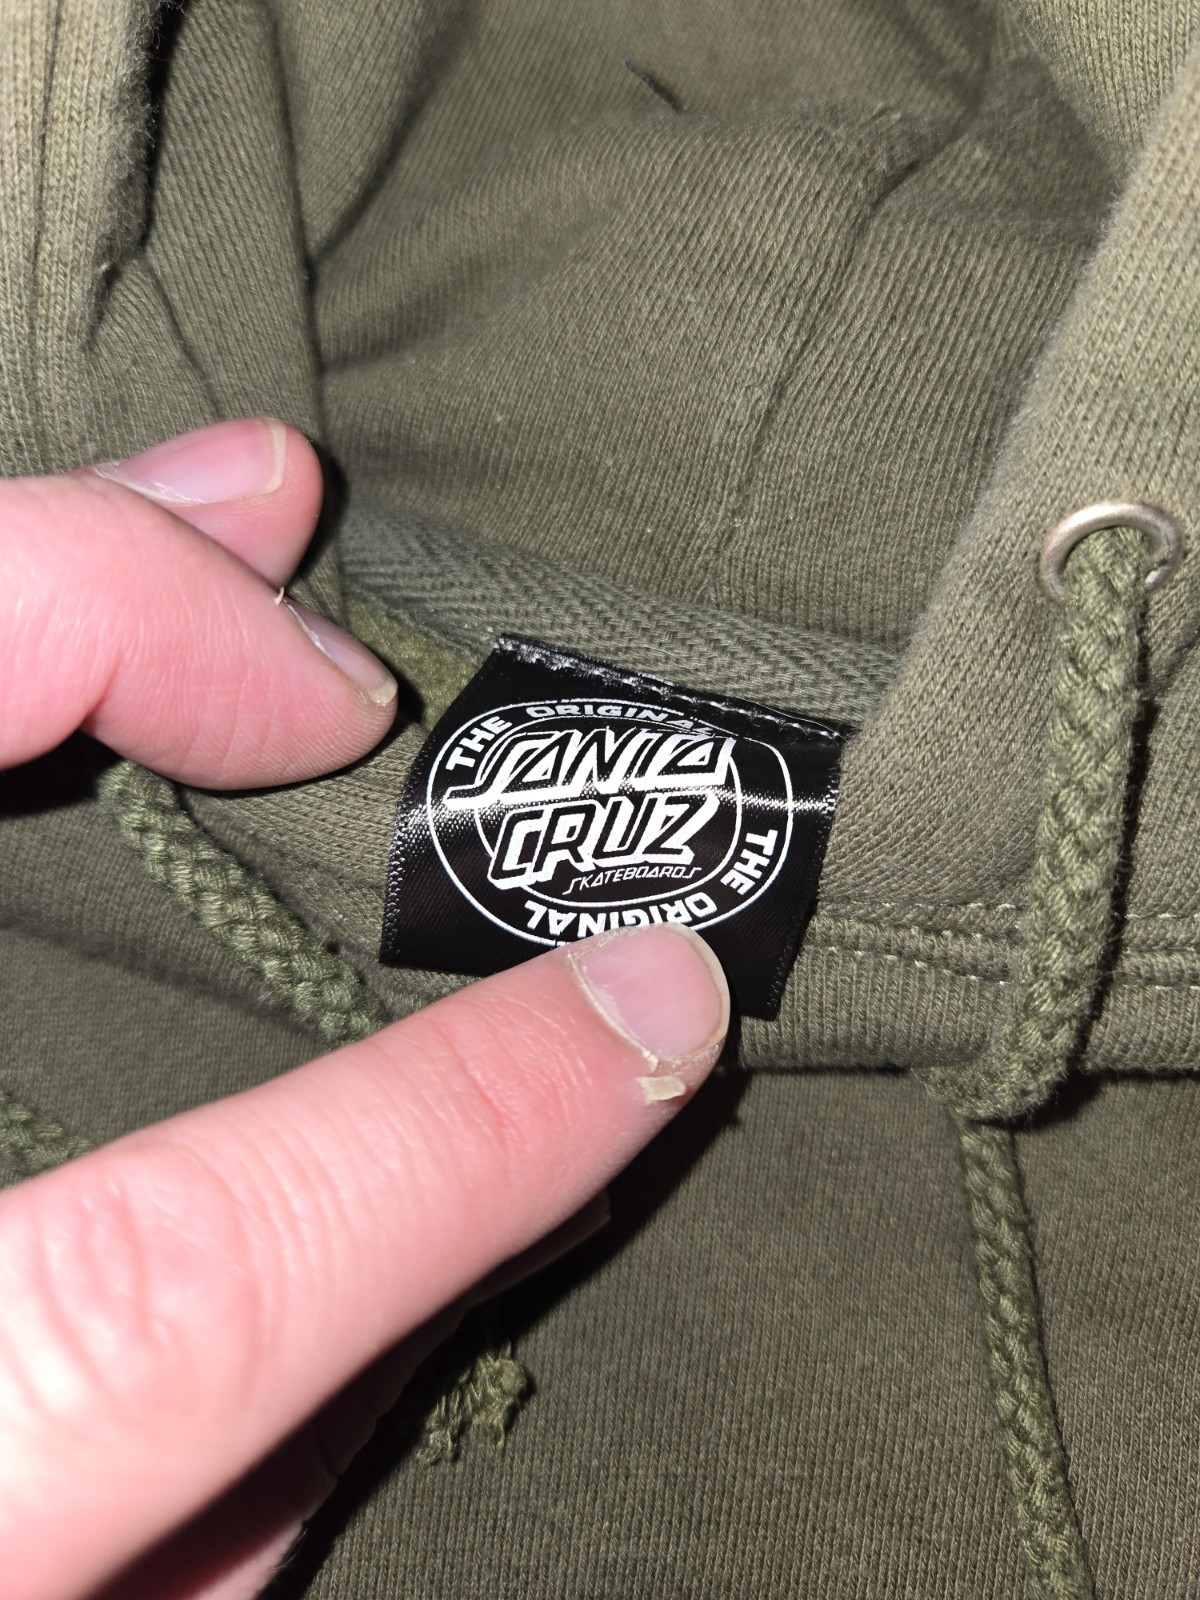 THE ORIGINAL
SANTA
CRUZ
SKATEBOARDS
THE ORIGINAL